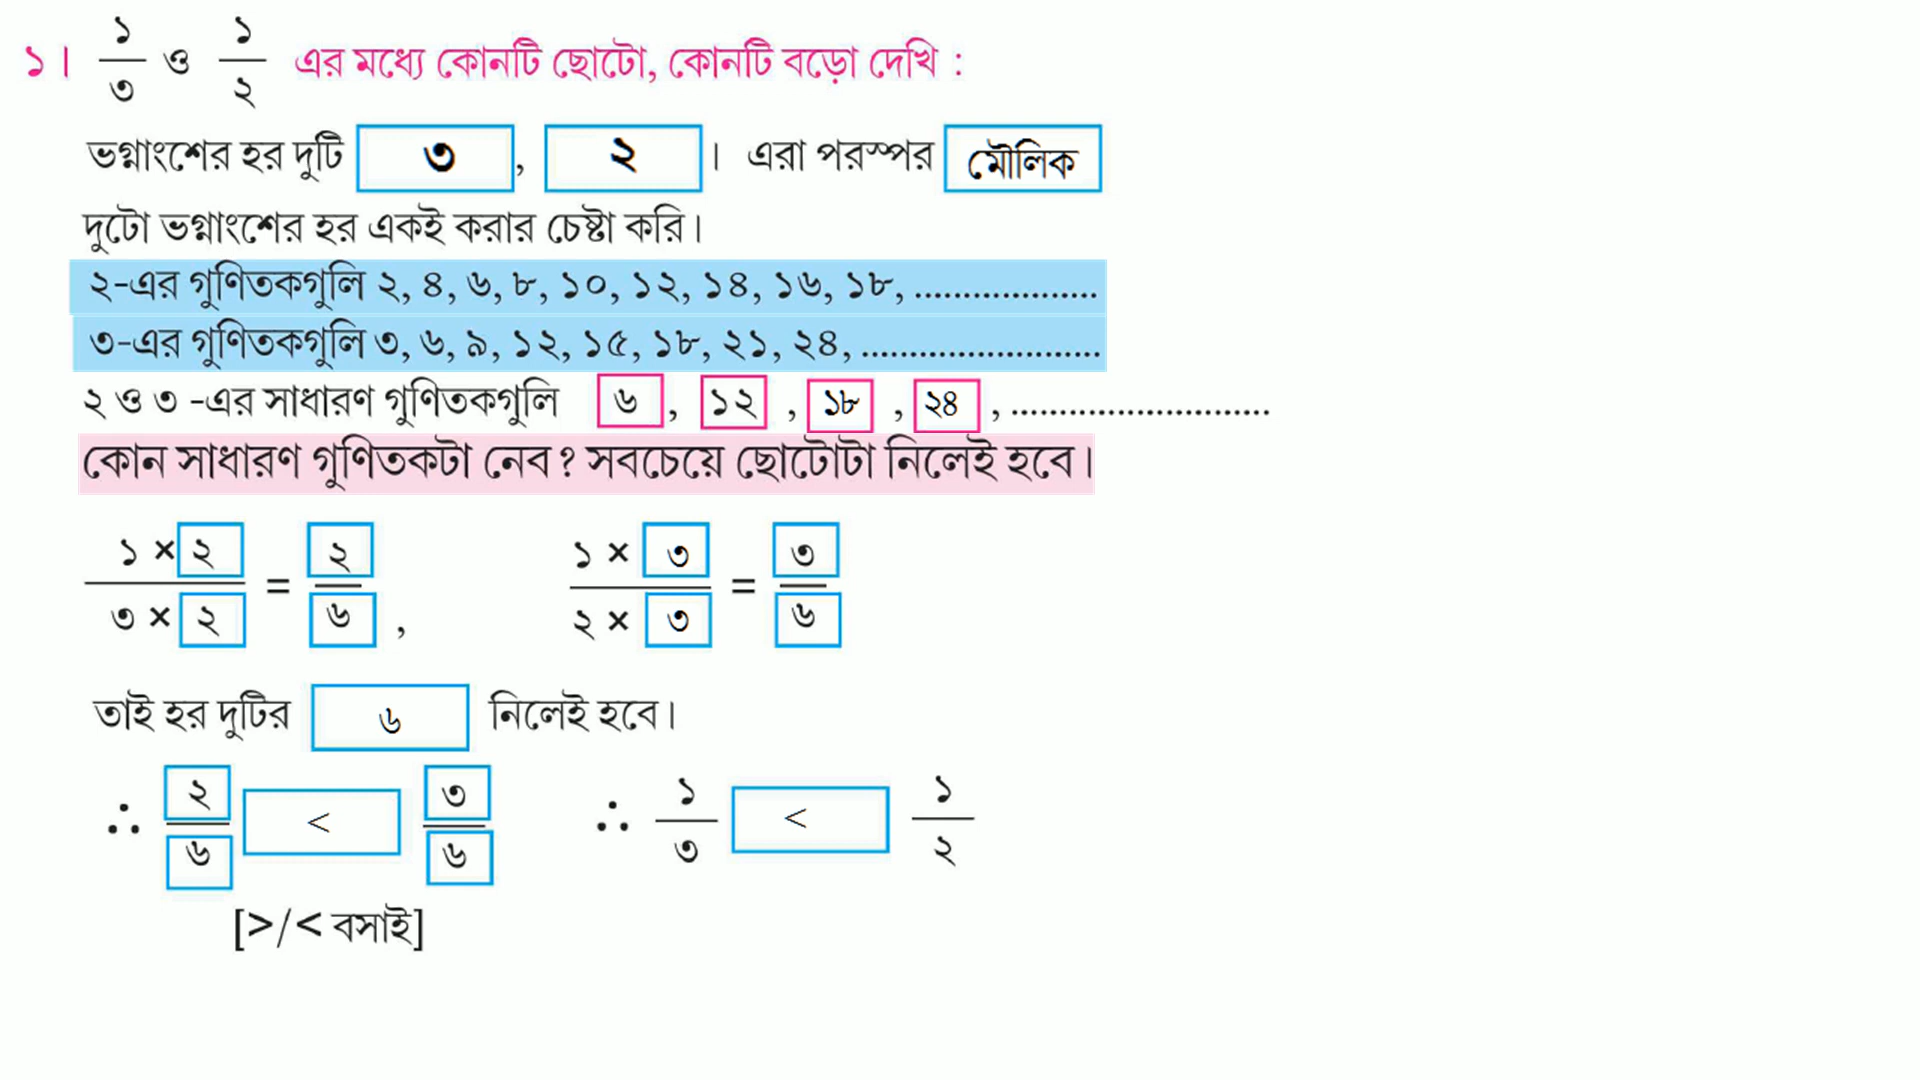 ১। ১/৩ ও ১/২ এর মধ্যে কোনটি ছোটো, কোনটি বড়ো দেখি :
ভগ্নাংশের হর দুটি ৩, ২। এরা পরস্পর মৌলিক
দুটো ভগ্নাংশের হর একই করার চেষ্টা করি।
২-এর গুণিতকগুলি ২, ৪, ৬, ৮, ১০, ১২, ১৪, ১৬, ১৮, ...................
৩-এর গুণিতকগুলি ৩, ৬, ৯, ১২, ১৫, ১৮, ২১, ২৪, .........................
২ ও ৩ -এর সাধারণ গুণিতকগুলি ৬, ১২, ১৮, ২৪, ...........................
কোন সাধারণ গুণিতকটা নেব? সবচেয়ে ছোটোটা নিলেই হবে।
১ × ২ / ৩ × ২ = ২/৬, ১ × ৩ / ২ × ৩ = ৩/৬
তাই হর দুটির ৬ নিলেই হবে।
∴ ২/৬ < ৩/৬ ∴ ১/৩ < ১/২
[>/< বসাই]